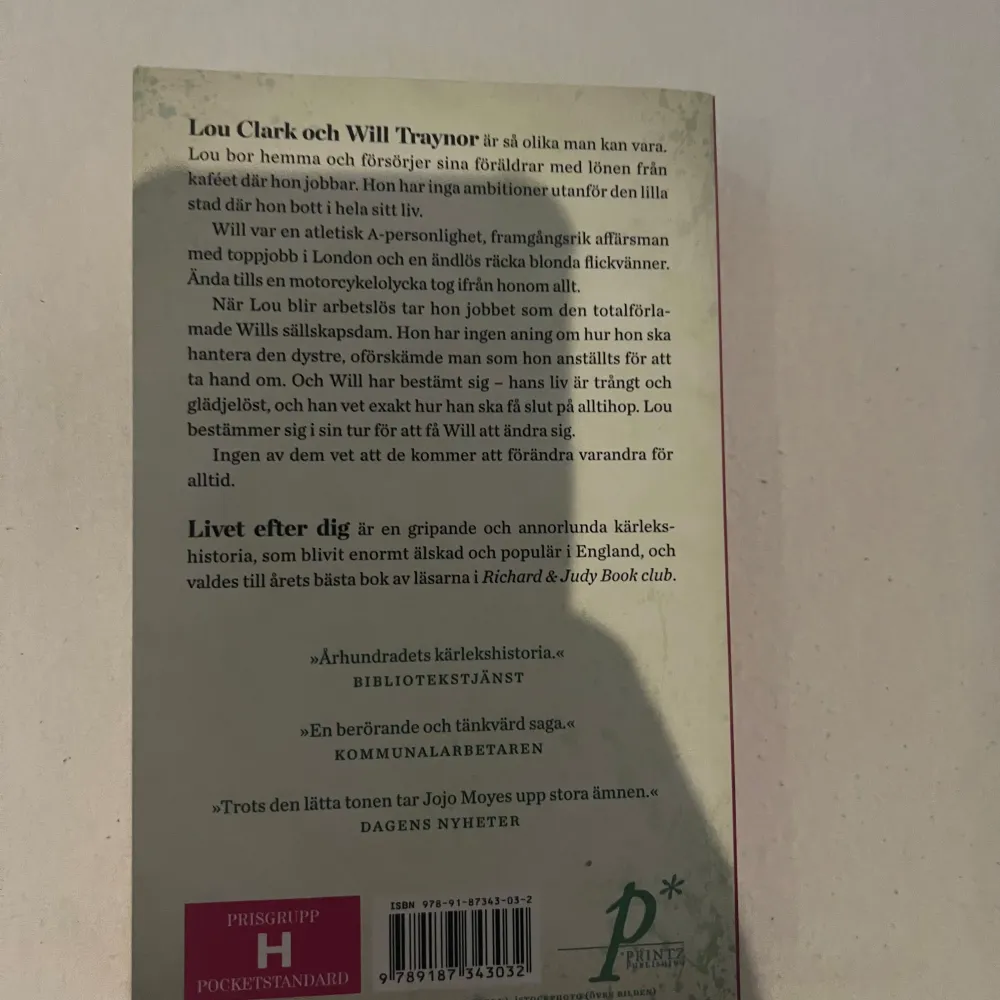 Lou Clark och Will Traynor är så olika man kan vara.
Lou bor hemma och försörjer sina föräldrar med lönen från
kaféet där hon jobbar. Hon har inga ambitioner utanför den lilla
stad där hon bott i hela sitt liv.
Will var en atletisk A-personlighet, framgångsrik affärsman
med toppjobb i London och en ändlös räcka blonda flickvänner.
Ända tills en motorcykelolycka tog ifrån honom allt.
När Lou blir arbetslös tar hon jobbet som den totalförla-
made Wills sällskapsdam. Hon har ingen aning om hur hon ska
hantera den dystre, oförskämde man som hon anställts för att
ta hand om. Och Will har bestämt sig – hans liv är trångt och
glädjelöst, och han vet exakt hur han ska få slut på alltihop. Lou
bestämmer sig i sin tur för att få Will att ändra sig.
Ingen av dem vet att de kommer att förändra varandra för
alltid.
Livet efter dig är en gripande och annorlunda kärleks-
historia, som blivit enormt älskad och populär i England, och
valdes till årets bästa bok av läsarna i Richard & Judy Book club.
»Århundradets kärlekshistoria.«
BIBLIOTEKSTJÄNST
»En berörande och tänkvärd saga.«
KOMMUNALARBETAREN
»Trots den lätta tonen tar Jojo Moyes upp stora ämnen.«
DAGENS NYHETER
PRISGRUPP
H
POCKETSTANDARD
ISBN 978-91-87343-03-2
9 789187 343032
p*
PRINTZ
PUBLISHING
ISTOCKPHOTO (ÖVRE BILDEN)